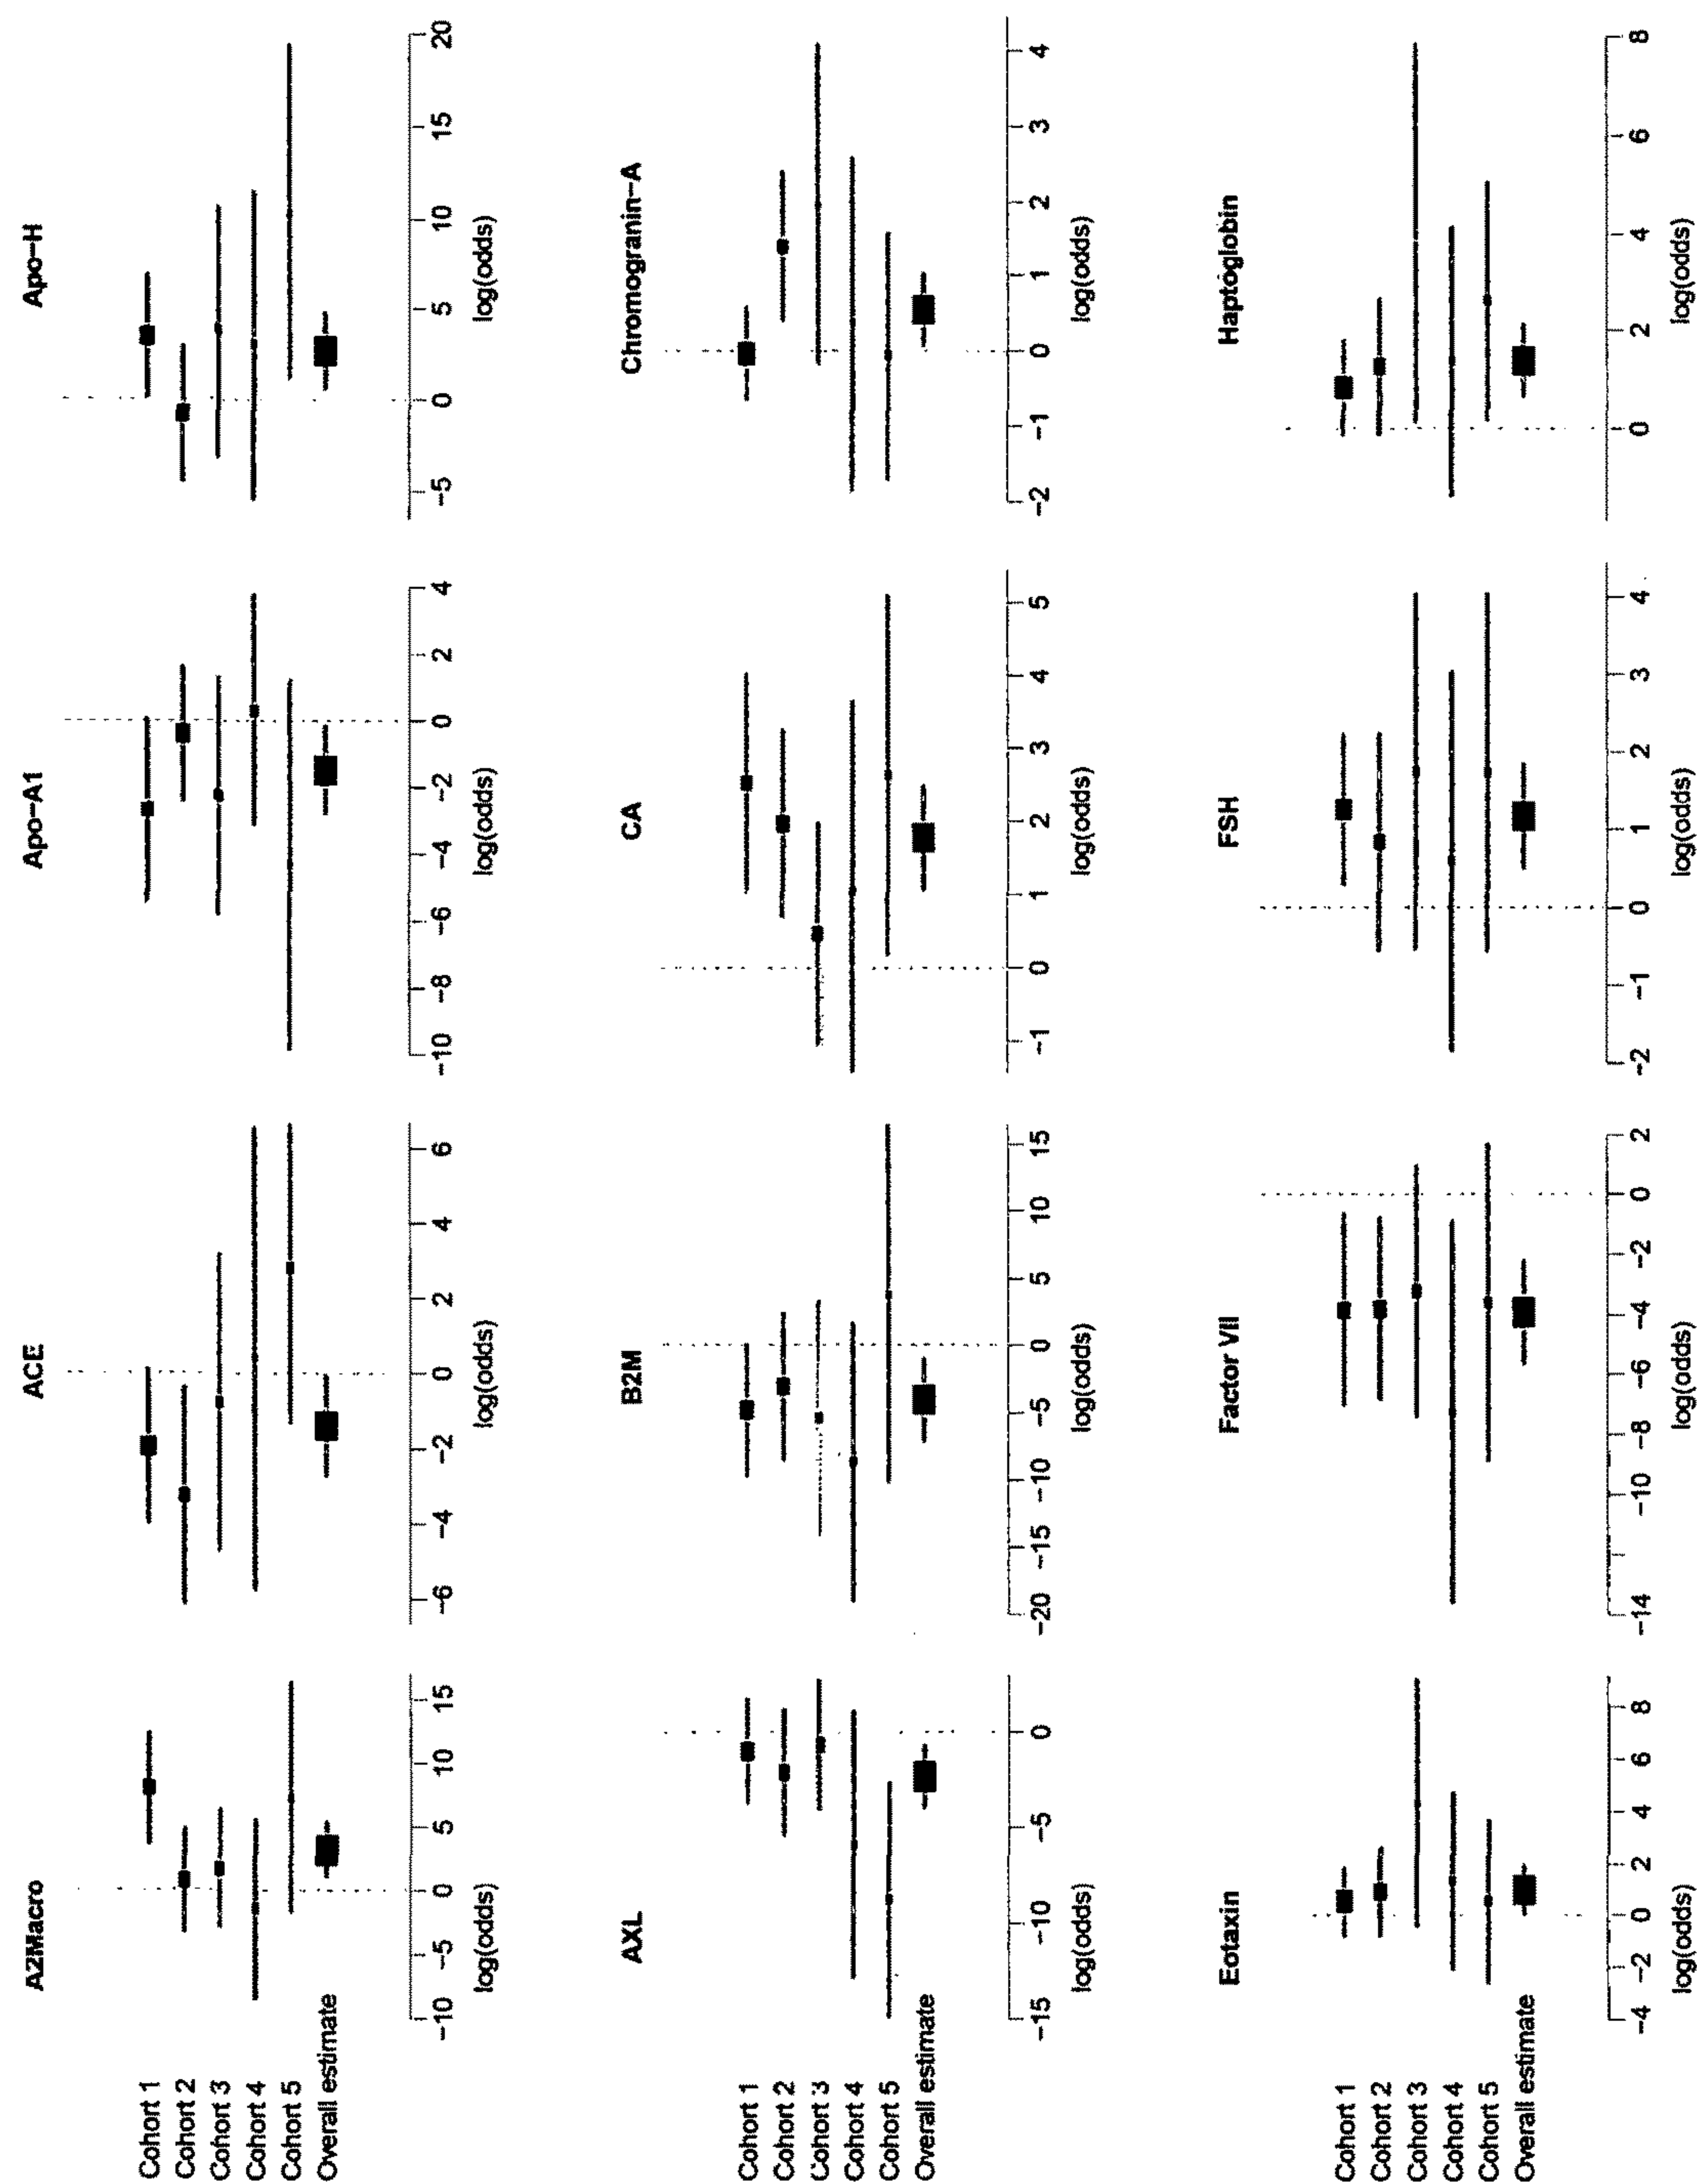 A2Macro
ACE
Apo-A1
Apo-H
Cohort 1
Cohort 2
Cohort 3
Cohort 4
Cohort 5
Overall estimate
-10 -5 0 5 10 15
-6 -4 -2 0 2 4 6
-10 -8 -6 -4 -2 0 2 4
-5 0 5 10 15 20
log(odds)
log(odds)
log(odds)
log(odds)
AXL
B2M
CA
Chromogranin-A
Cohort 1
Cohort 2
Cohort 3
Cohort 4
Cohort 5
Overall estimate
-15 -10 -5 0
-20 -15 -10 -5 0 5 10 15
-1 0 1 2 3 4 5
-2 -1 0 1 2 3 4
log(odds)
log(odds)
log(odds)
log(odds)
Eotaxin
Factor VII
FSH
Haptoglobin
Cohort 1
Cohort 2
Cohort 3
Cohort 4
Cohort 5
Overall estimate
-4 -2 0 2 4 6 8
-14 -10 -8 -6 -4 -2 0 2
-2 -1 0 1 2 3 4
0 2 4 6 8
log(odds)
log(odds)
log(odds)
log(odds)